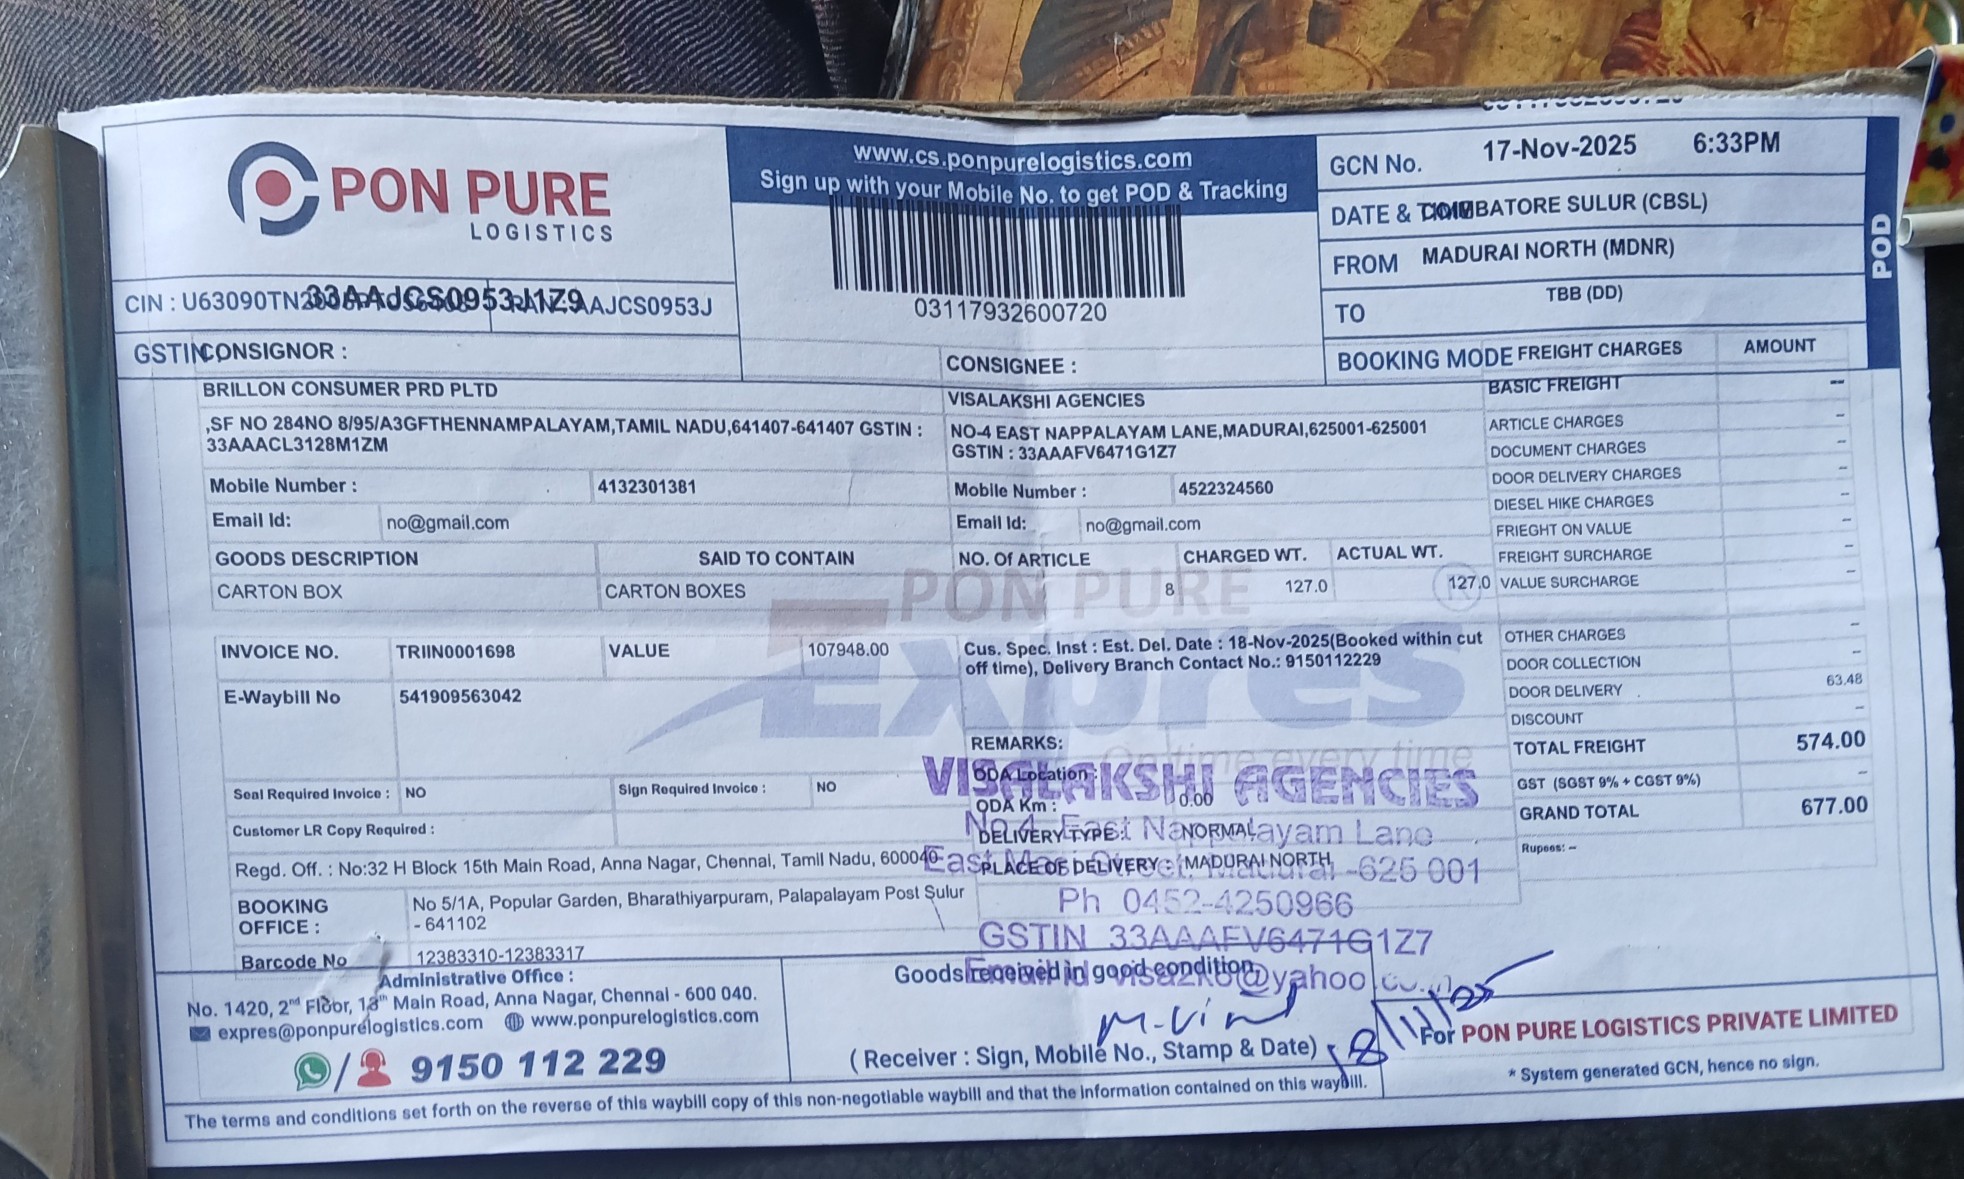 PON PURE
LOGISTICS
www.cs.ponpurelogistics.com
Sign up with your Mobile No. to get POD & Tracking
03117932600720
GCN No. 17-Nov-2025 6:33PM
DATE & COIMBATORE SULUR (CBSL)
FROM MADURAI NORTH (MDNR)
TO TBB (DD)
BOOKING MODE
POD
CIN : U63090TN 33AAJCS0953J1Z9 AAJCS0953J
GSTIN
CONSIGNOR :
BRILLON CONSUMER PRD PLTD
,SF NO 284NO 8/95/A3GFTHENNAMPALAYAM,TAMIL NADU,641407-641407 GSTIN :
33AAACL3128M1ZM
Mobile Number : 4132301381
Email Id: no@gmail.com
CONSIGNEE :
VISALAKSHI AGENCIES
NO-4 EAST NAPPALAYAM LANE,MADURAI,625001-625001
GSTIN : 33AAAFV6471G1Z7
Mobile Number : 4522324560
Email Id: no@gmail.com
GOODS DESCRIPTION SAID TO CONTAIN NO. Of ARTICLE CHARGED WT. ACTUAL WT.
CARTON BOX CARTON BOXES 8 127.0 127.0
PON PURE
Expres
On time every time
INVOICE NO. TRIIN0001698 VALUE 107948.00
E-Waybill No 541909563042
Cus. Spec. Inst : Est. Del. Date : 18-Nov-2025(Booked within cut
off time), Delivery Branch Contact No.: 9150112229
REMARKS:
ODA Location :
ODA Km : 0.00
DELIVERY TYPE : NORMAL
PLACE OF DELIVERY : MADURAI NORTH
Seal Required Invoice : NO Sign Required Invoice : NO
Customer LR Copy Required :
Regd. Off. : No:32 H Block 15th Main Road, Anna Nagar, Chennai, Tamil Nadu, 600040
BOOKING
OFFICE :
No 5/1A, Popular Garden, Bharathiyarpuram, Palapalayam Post Sulur
- 641102
Barcode No 12383310-12383317
FREIGHT CHARGES AMOUNT
BASIC FREIGHT --
ARTICLE CHARGES --
DOCUMENT CHARGES --
DOOR DELIVERY CHARGES --
DIESEL HIKE CHARGES --
FRIEGHT ON VALUE --
FREIGHT SURCHARGE --
VALUE SURCHARGE --
OTHER CHARGES --
DOOR COLLECTION --
DOOR DELIVERY 63.48
DISCOUNT --
TOTAL FREIGHT 574.00
GST (SGST 9% + CGST 9%) --
GRAND TOTAL 677.00
Rupees: --
VISALAKSHI AGENCIES
No 4 East Nappalayam Lane
East Street, Madurai -625 001
Ph 0452-4250966
GSTIN 33AAAFV6471G1Z7
@yahoo
Administrative Office :
No. 1420, 2nd Floor, 13th Main Road, Anna Nagar, Chennai - 600 040.
expres@ponpurelogistics.com www.ponpurelogistics.com
/ 9150 112 229
Goods received in good condition
18/11/25
(Receiver : Sign, Mobile No., Stamp & Date)
For PON PURE LOGISTICS PRIVATE LIMITED
* System generated GCN, hence no sign.
The terms and conditions set forth on the reverse of this waybill copy of this non-negotiable waybill and that the information contained on this waybill.